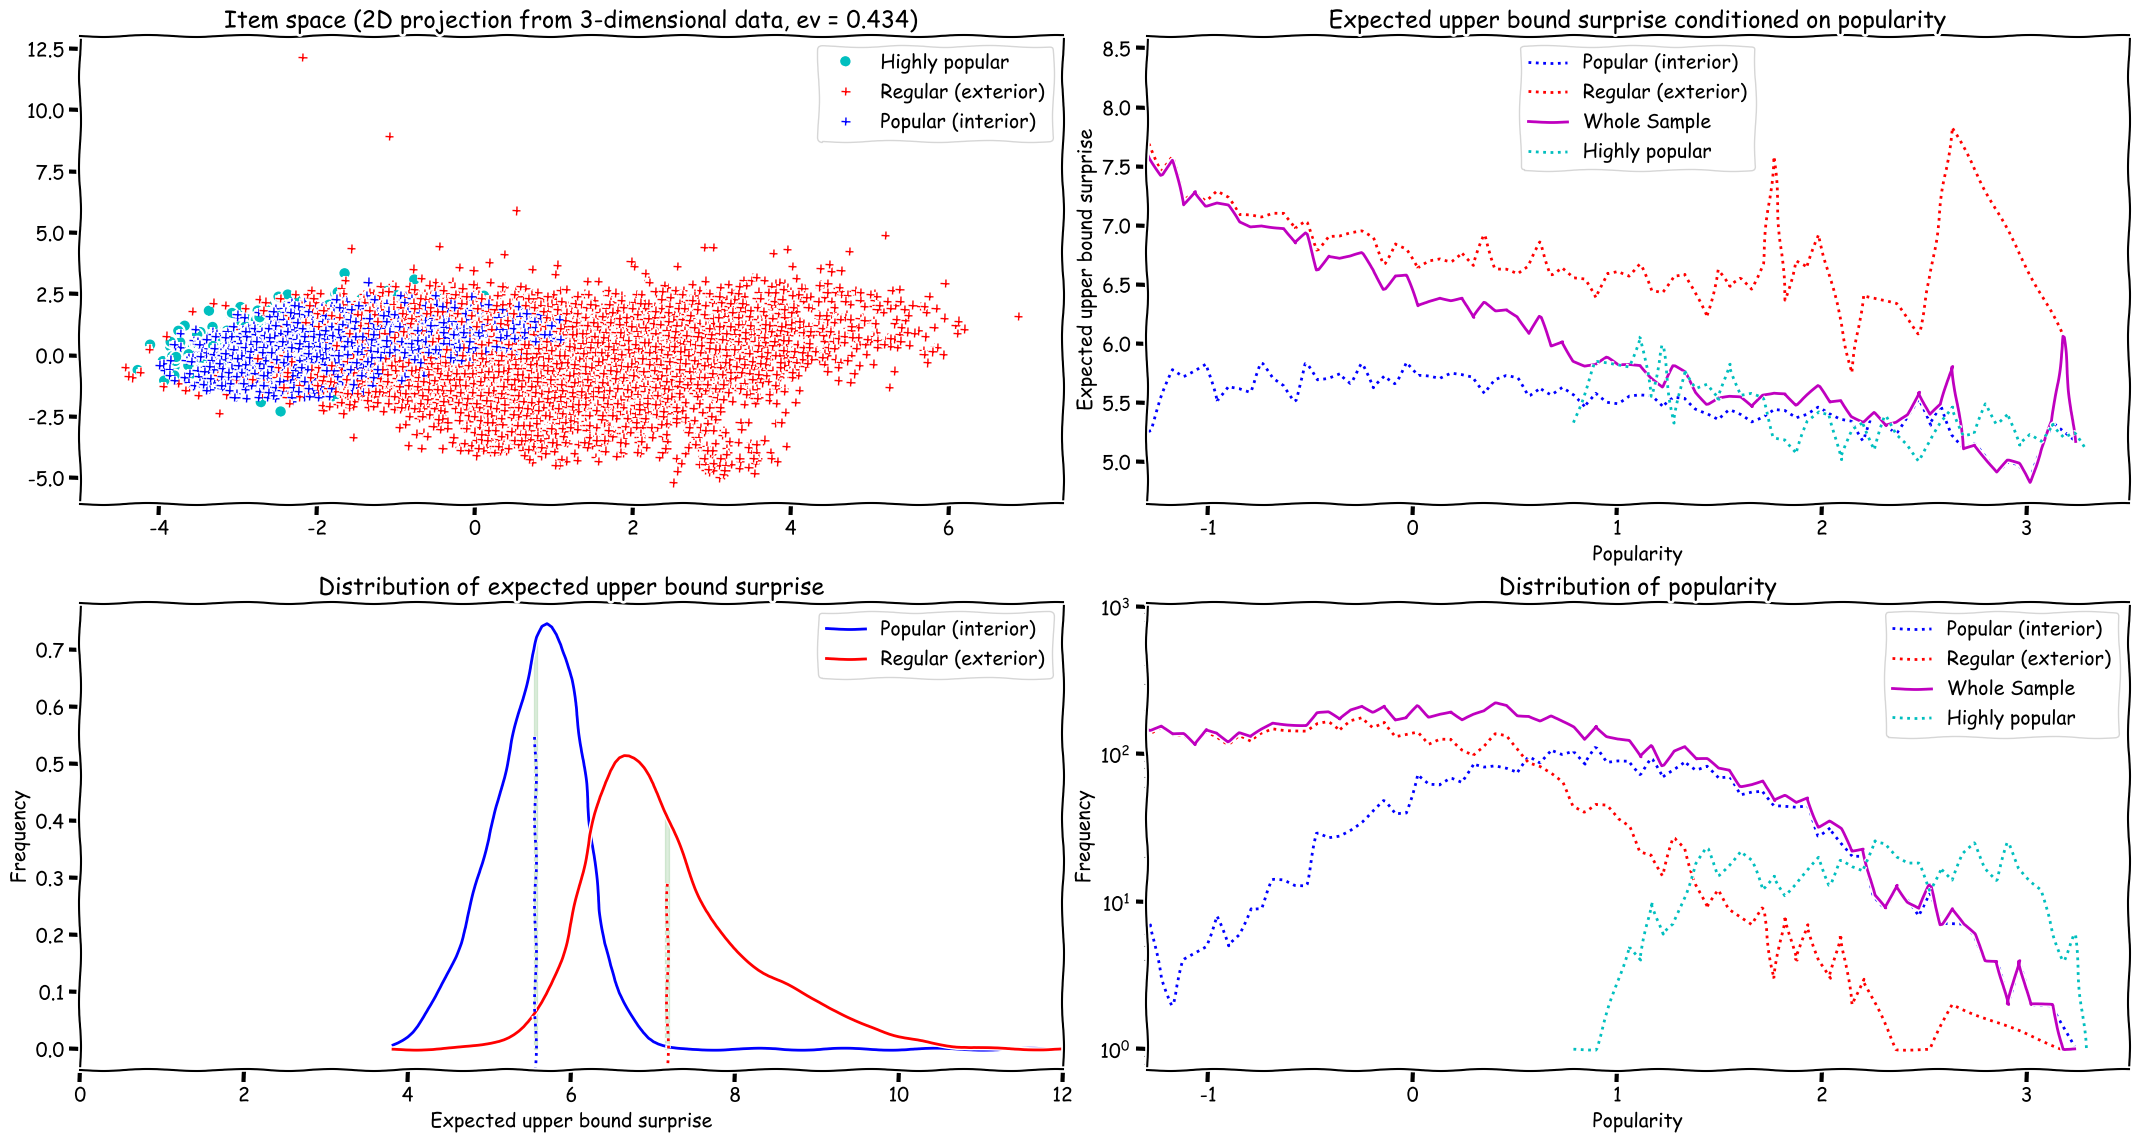 Item space (2D projection from 3-dimensional data, ev = 0.434)
12.5
10.0
7.5
5.0
2.5
0.0
-2.5
-5.0
Highly popular
Regular (exterior)
Popular (interior)
-4
-2
0
2
4
6
Expected upper bound surprise conditioned on popularity
Expected upper bound surprise
8.5
8.0
7.5
7.0
6.5
6.0
5.5
5.0
Popular (interior)
Regular (exterior)
Whole Sample
Highly popular
-1
0
1
2
3
Popularity
Distribution of expected upper bound surprise
Frequency
0.7
0.6
0.5
0.4
0.3
0.2
0.1
0.0
Popular (interior)
Regular (exterior)
0
2
4
6
8
10
12
Expected upper bound surprise
Distribution of popularity
Frequency
10³
10²
10¹
10⁰
Popular (interior)
Regular (exterior)
Whole Sample
Highly popular
-1
0
1
2
3
Popularity